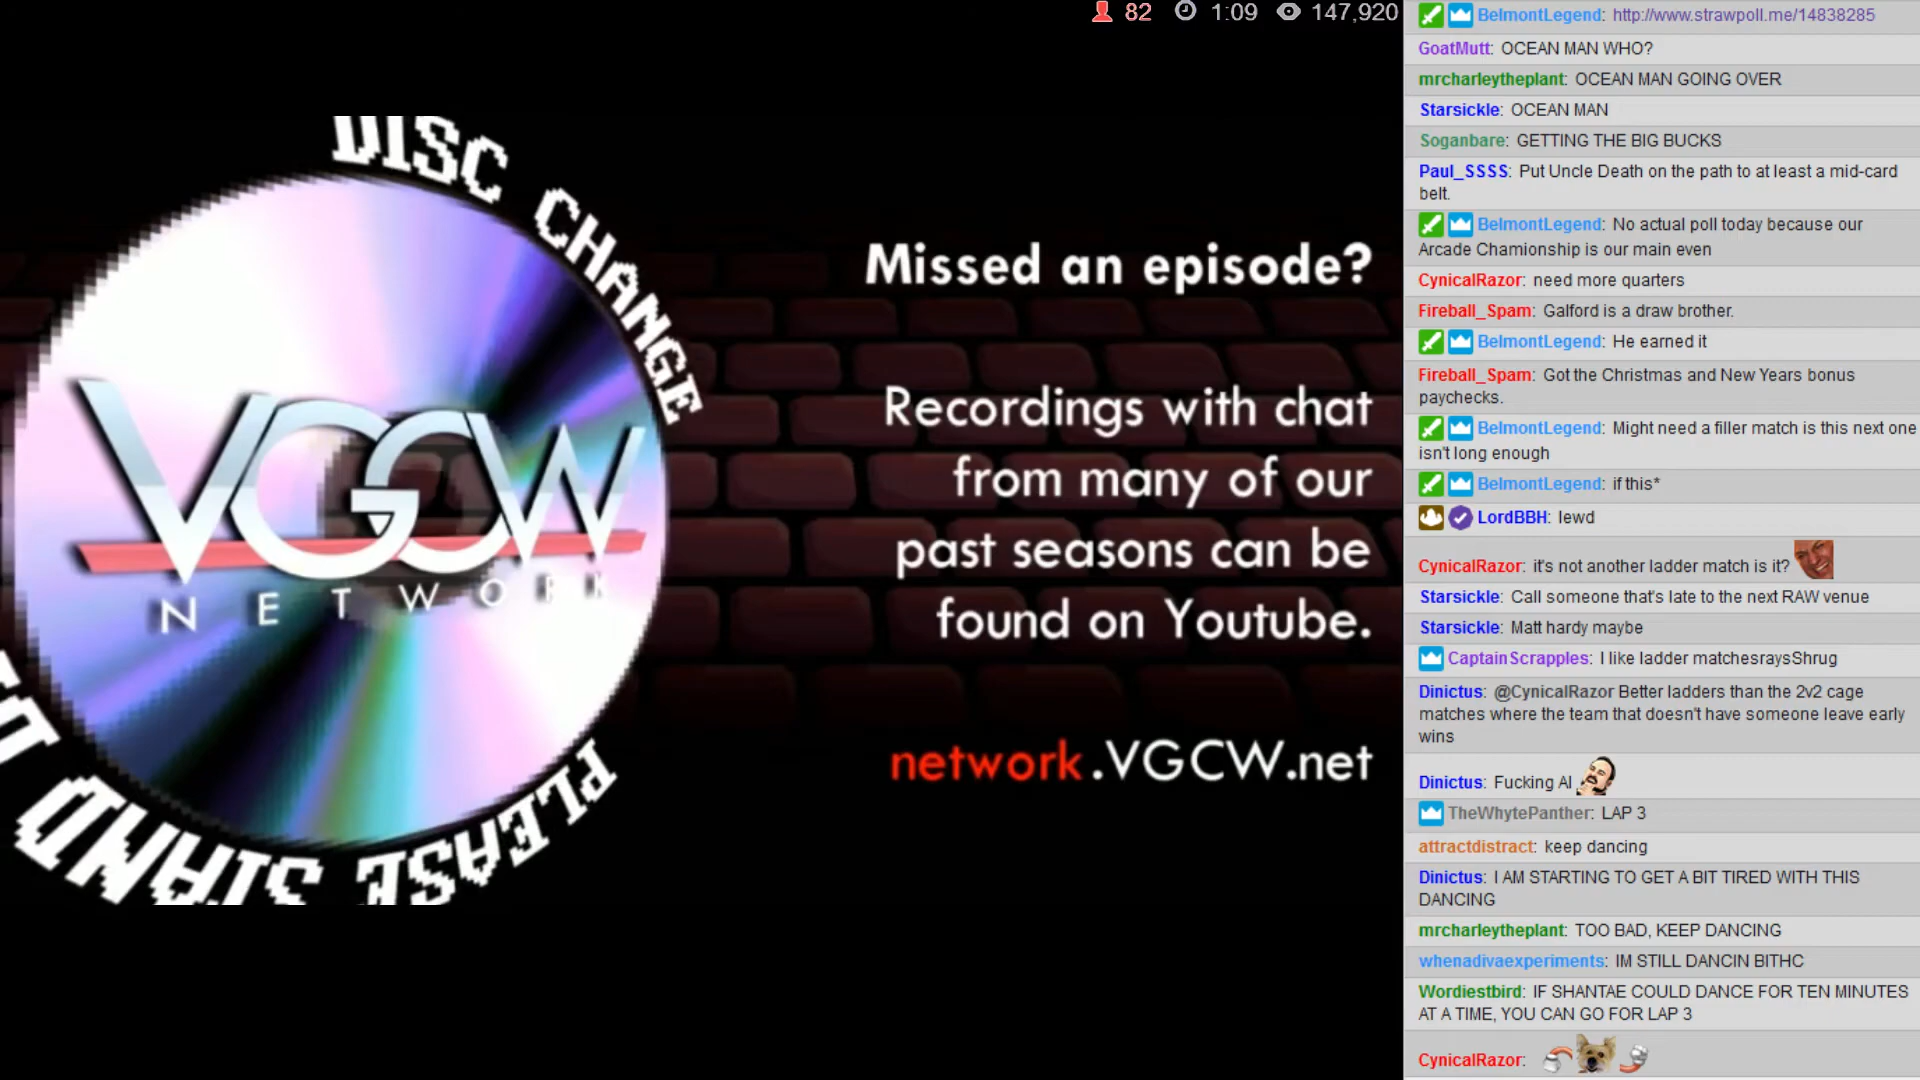 82 1:09 147,920
DISC CHANGE
PLEASE STAND
VGCW
NETWORK
Missed an episode?
Recordings with chat
from many of our
past seasons can be
found on Youtube.
network.VGCW.net
BelmontLegend: http://www.strawpoll.me/14838285
GoatMutt: OCEAN MAN WHO?
mrcharleytheplant: OCEAN MAN GOING OVER
Starsickle: OCEAN MAN
Soganbare: GETTING THE BIG BUCKS
Paul_SSSS: Put Uncle Death on the path to at least a mid-card
belt.
BelmontLegend: No actual poll today because our
Arcade Chamionship is our main even
CynicalRazor: need more quarters
Fireball_Spam: Galford is a draw brother.
BelmontLegend: He earned it
Fireball_Spam: Got the Christmas and New Years bonus
paychecks.
BelmontLegend: Might need a filler match is this next one
isn't long enough
BelmontLegend: if this*
LordBBH: lewd
CynicalRazor: it's not another ladder match is it?
Starsickle: Call someone that's late to the next RAW venue
Starsickle: Matt hardy maybe
CaptainScrapples: I like ladder matchesraysShrug
Dinictus: @CynicalRazor Better ladders than the 2v2 cage
matches where the team that doesn't have someone leave early
wins
Dinictus: Fucking AI
TheWhytePanther: LAP 3
attractdistract: keep dancing
Dinictus: I AM STARTING TO GET A BIT TIRED WITH THIS
DANCING
mrcharleytheplant: TOO BAD, KEEP DANCING
whenadivaexperiments: IM STILL DANCIN BITHC
Wordiestbird: IF SHANTAE COULD DANCE FOR TEN MINUTES
AT A TIME, YOU CAN GO FOR LAP 3
CynicalRazor: